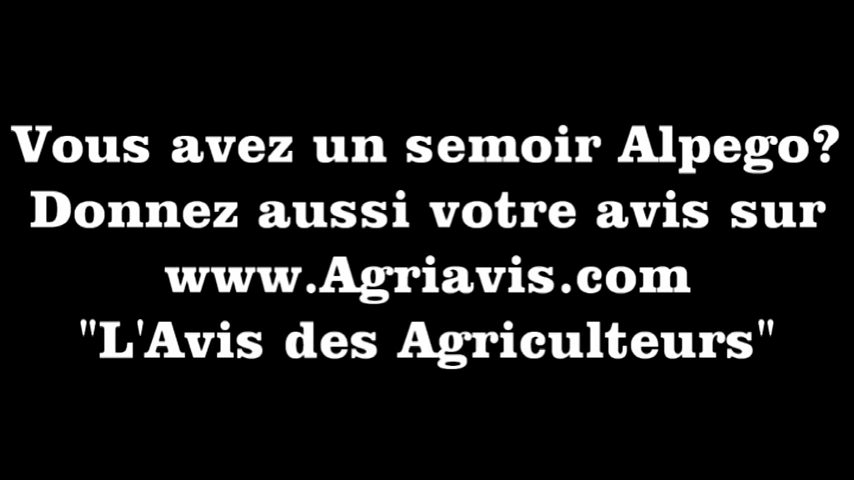 Vous avez un semoir Alpego?
Donnez aussi votre avis sur
www.Agriavis.com
"L'Avis des Agriculteurs"